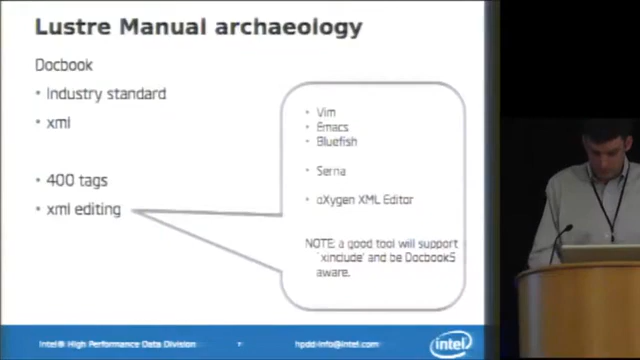 Lustre Manual archaeology
Docbook
• Industry standard
• xml
• 400 tags
• xml editing
• Vim
• Emacs
• Bluefish
• Serna
• oXygen XML Editor
NOTE: a good tool will support
`xinclude' and be Docbook5
aware.
Intel® High Performance Data Division
hpdd-info@intel.com
intel